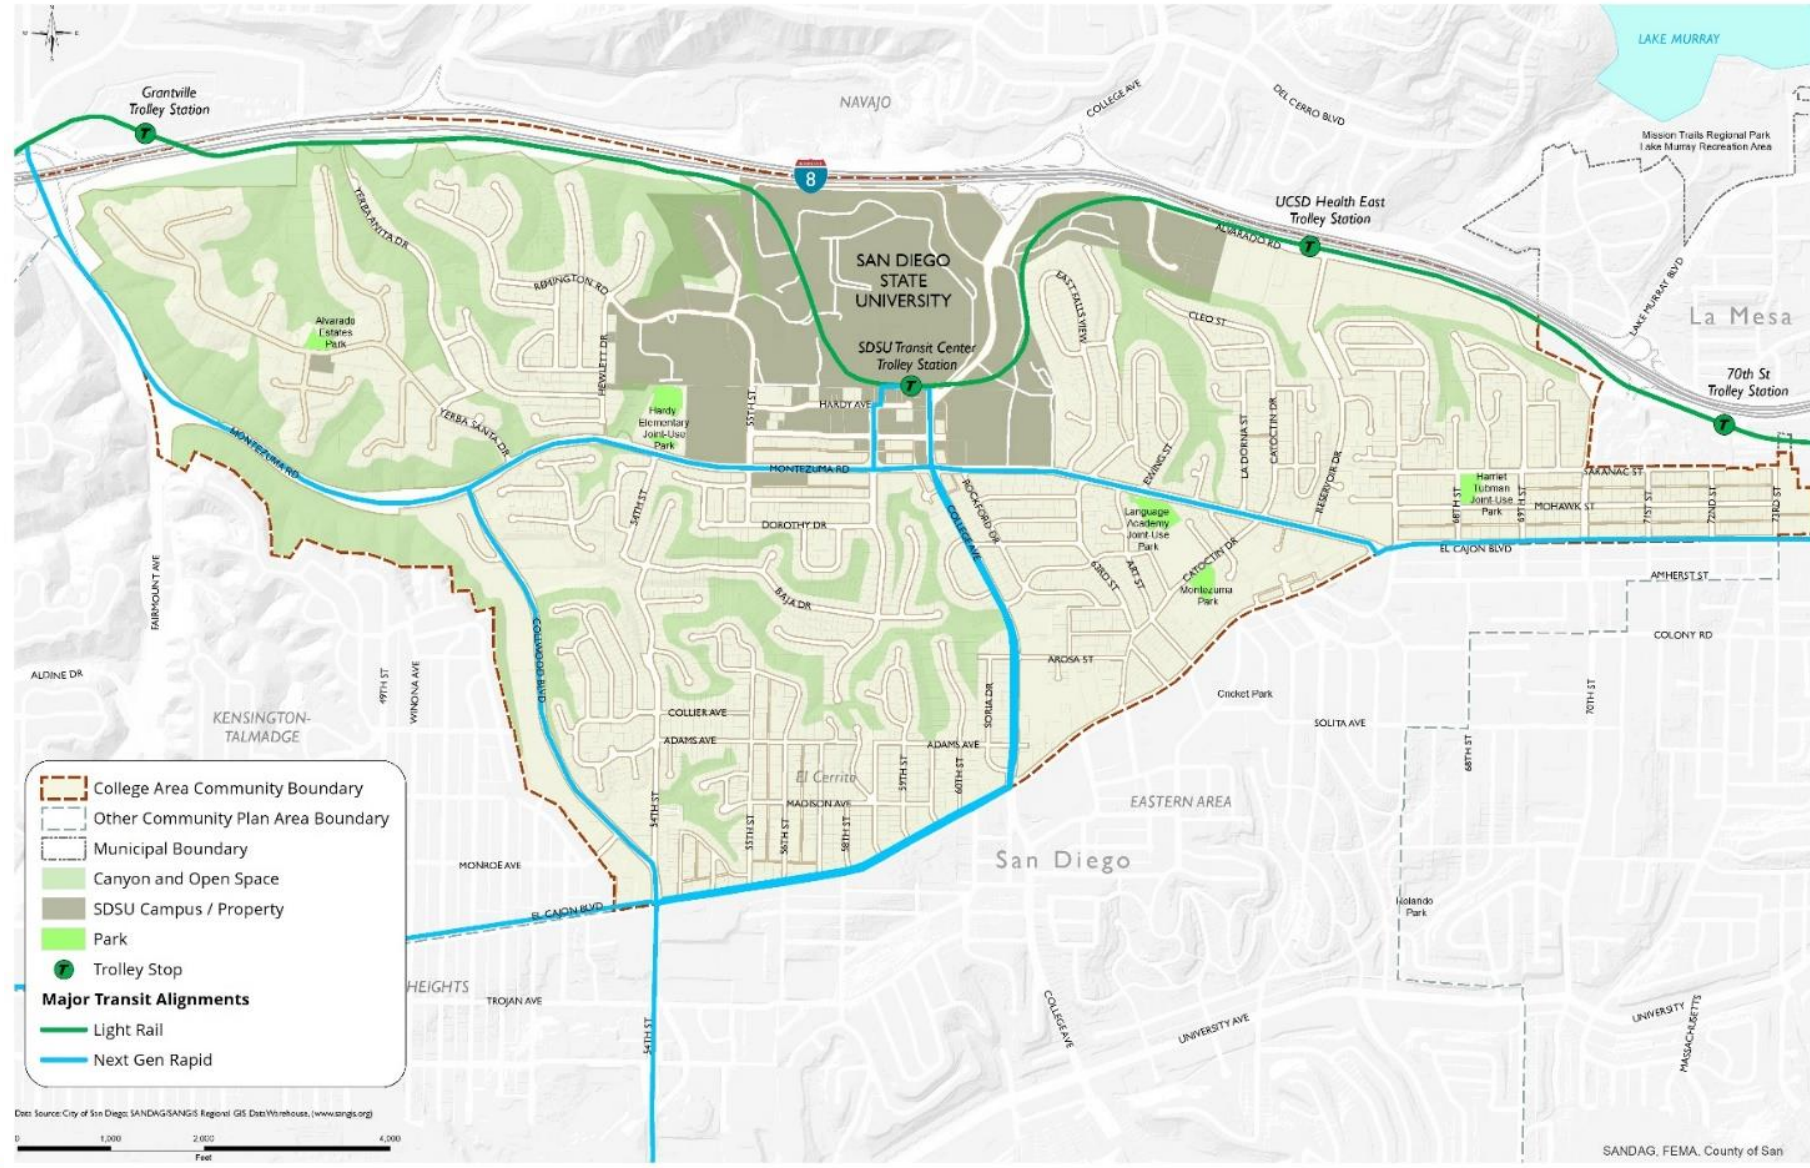 N
W
E
S
LAKE MURRAY
Grantville
Trolley Station
NAVAJO
COLLEGE AVE
DEL CERRO BLVD
Mission Trails Regional Park
Lake Murray Recreation Area
8
UCSD Health East
Trolley Station
ALVARADO RD
YERBA ANITA DR
REMINGTON RD
SAN DIEGO
STATE
UNIVERSITY
EAST FALLS VIEW
CLEO ST
LAKE MURRAY BLVD
La Mesa
Alvarado
Estates
Park
HEWLETT DR
SDSU Transit Center
Trolley Station
70th St
Trolley Station
YERBA SANTA DR
Hardy
Elementary
Joint-Use
Park
55TH ST
HARDY AVE
LA DORNA ST
CATOCTIN DR
MONTEZUMA RD
MONTEZUMA RD
EWING ST
RESERVOIR DR
SARANAC ST
Harriet
Tubman
Joint-Use
Park
68TH ST
69TH ST
MOHAWK ST
71ST ST
72ND ST
73RD ST
54TH ST
DOROTHY DR
COLLEGE AVE
ROCKFORD DR
Language
Academy
Joint-Use
Park
CATOCTIN DR
EL CAJON BLVD
FAIRMOUNT AVE
BAJA DR
63RD ST
ART ST
Montezuma
Park
AMHERST ST
COLONY RD
ALDINE DR
49TH ST
WINONA AVE
COLLWOOD BLVD
AROSA ST
SORIA DR
Cricket Park
SOLITA AVE
70TH ST
68TH ST
KENSINGTON-
TALMADGE
COLLIER AVE
ADAMS AVE
ADAMS AVE
El Cerrito
59TH ST
60TH ST
MADISON AVE
54TH ST
55TH ST
56TH ST
58TH ST
EASTERN AREA
San Diego
MONROE AVE
EL CAJON BLVD
Rolando
Park
HEIGHTS
TROJAN AVE
54TH ST
COLLEGE AVE
UNIVERSITY AVE
UNIVERSITY
MASSACHUSETTS
College Area Community Boundary
Other Community Plan Area Boundary
Municipal Boundary
Canyon and Open Space
SDSU Campus / Property
Park
T Trolley Stop
Major Transit Alignments
Light Rail
Next Gen Rapid
Data Source: City of San Diego; SANDAG/SANGIS Regional GIS Data Warehouse, (www.sangis.org)
0 1,000 2,000 4,000
Feet
SANDAG, FEMA, County of San